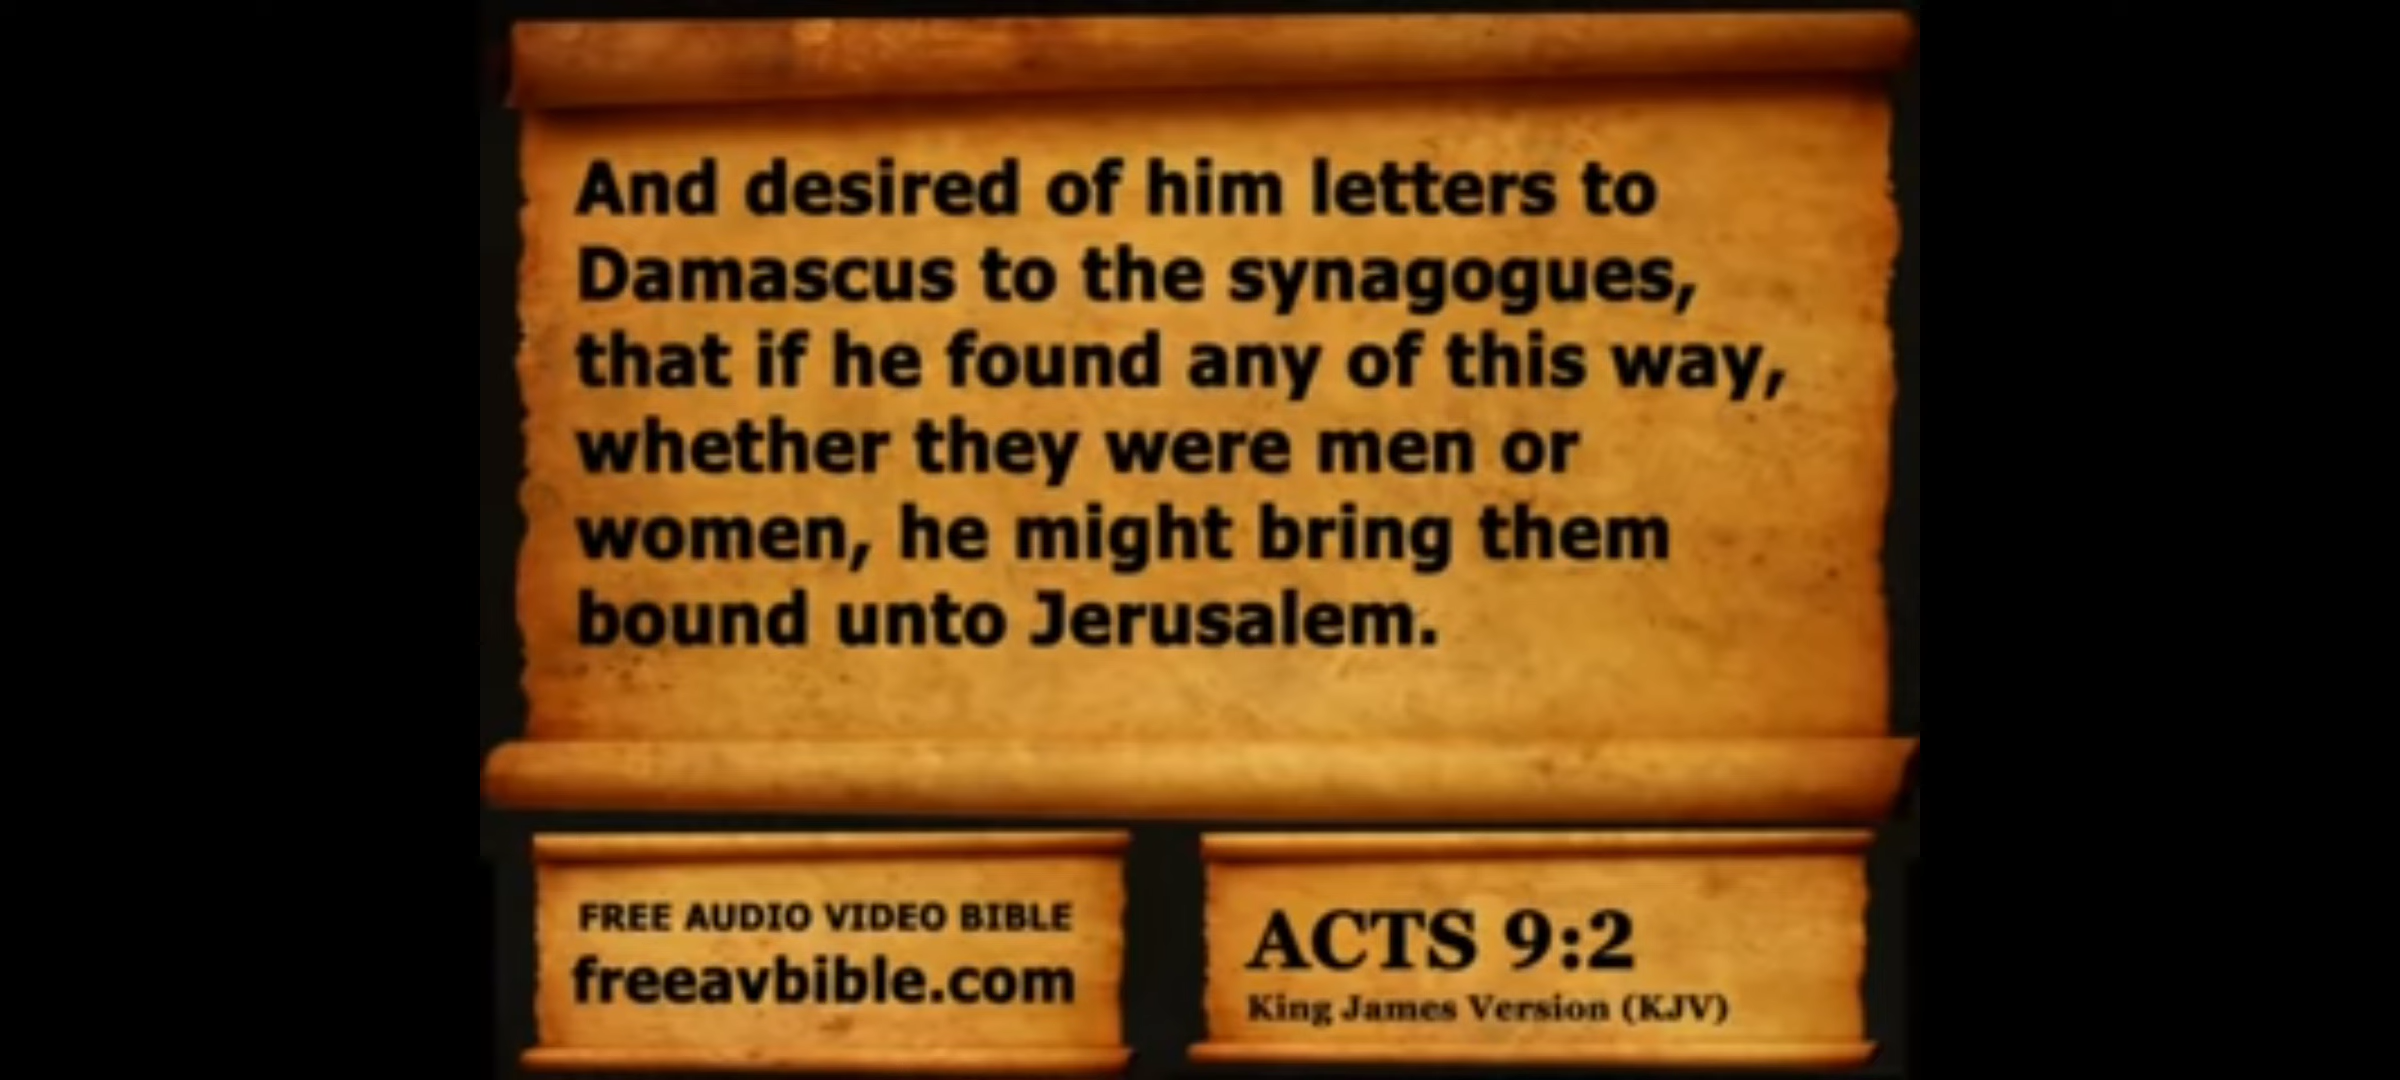 And desired of him letters to
Damascus to the synagogues,
that if he found any of this way,
whether they were men or
women, he might bring them
bound unto Jerusalem.
FREE AUDIO VIDEO BIBLE
freeavbible.com
ACTS 9:2
King James Version (KJV)